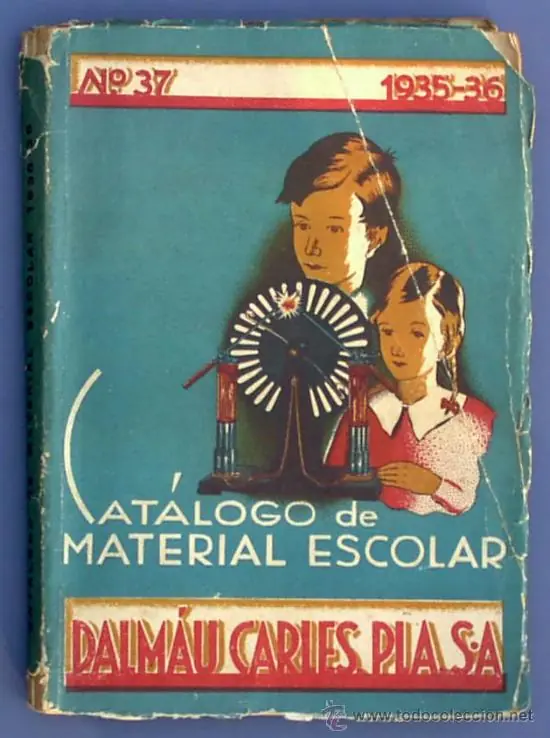 Nº 37 1935-36
CATÁLOGO de
MATERIAL ESCOLAR
DALMÁU CARLES, PLA, S.A
www.todocoleccion.net